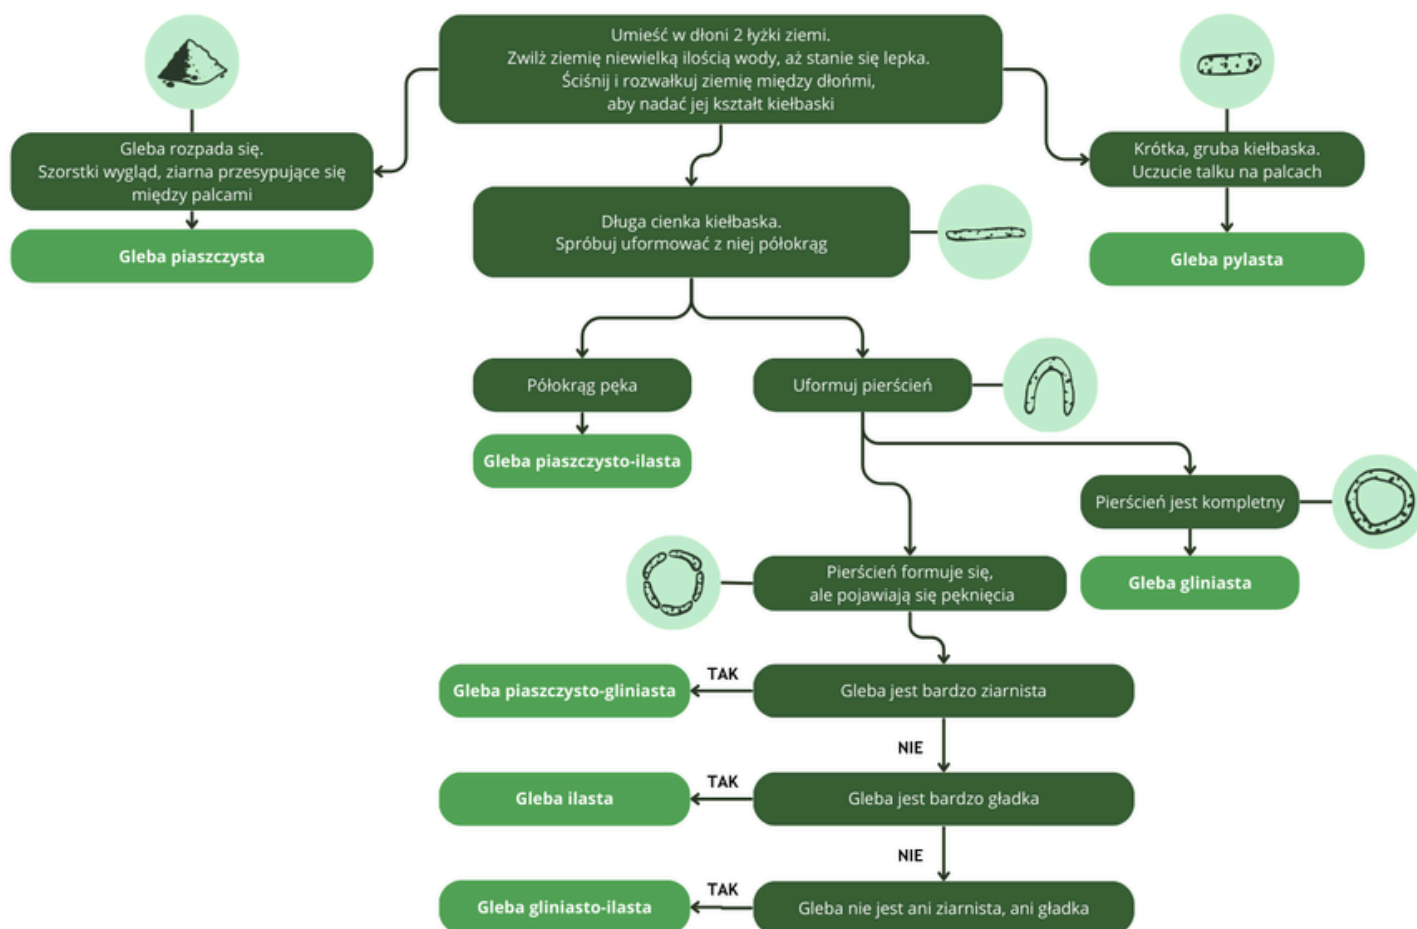 Umieść w dłoni 2 łyżki ziemi.
Zwilż ziemię niewielką ilością wody, aż stanie się lepka.
Ściśnij i rozwałkuj ziemię między dłońmi,
aby nadać jej kształt kiełbaski
Gleba rozpada się.
Szorstki wygląd, ziarna przesypujące się
między palcami
Gleba piaszczysta
Krótka, gruba kiełbaska.
Uczucie talku na palcach
Gleba pylasta
Długa cienka kiełbaska.
Spróbuj uformować z niej półokrąg
Półokrąg pęka
Gleba piaszczysto-ilasta
Uformuj pierścień
Pierścień jest kompletny
Gleba gliniasta
Pierścień formuje się,
ale pojawiają się pęknięcia
Gleba jest bardzo ziarnista
TAK
Gleba piaszczysto-gliniasta
NIE
Gleba jest bardzo gładka
TAK
Gleba ilasta
NIE
Gleba nie jest ani ziarnista, ani gładka
TAK
Gleba gliniasto-ilasta